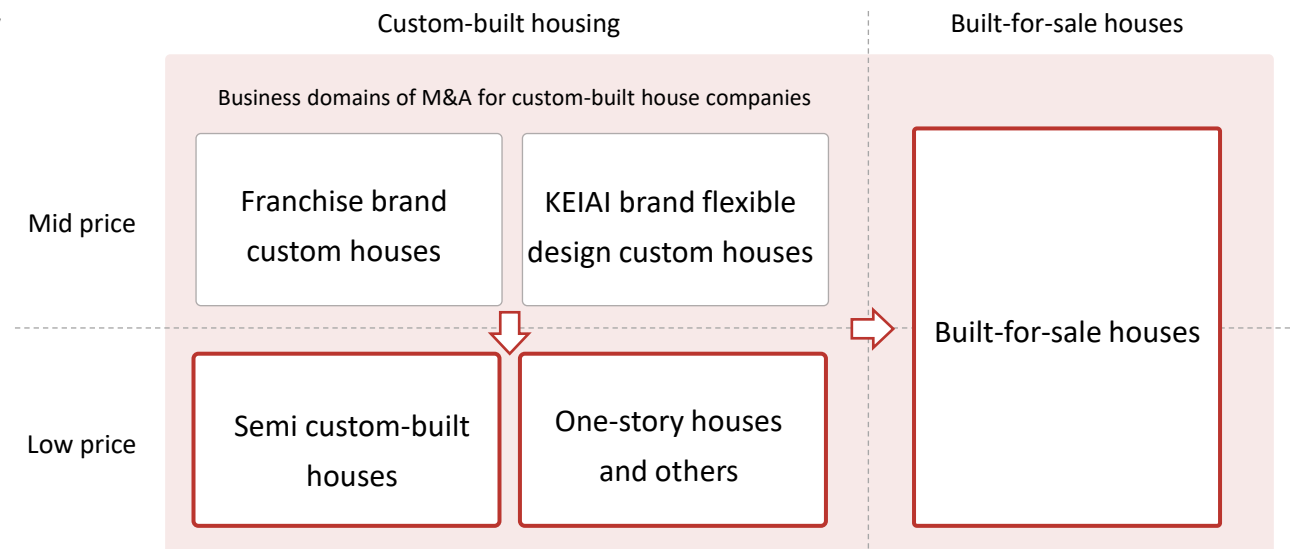 Custom-built housing
Built-for-sale houses
Business domains of M&A for custom-built house companies
Mid price
Franchise brand
custom houses
KEIAI brand flexible
design custom houses
Built-for-sale houses
Low price
Semi custom-built
houses
One-story houses
and others